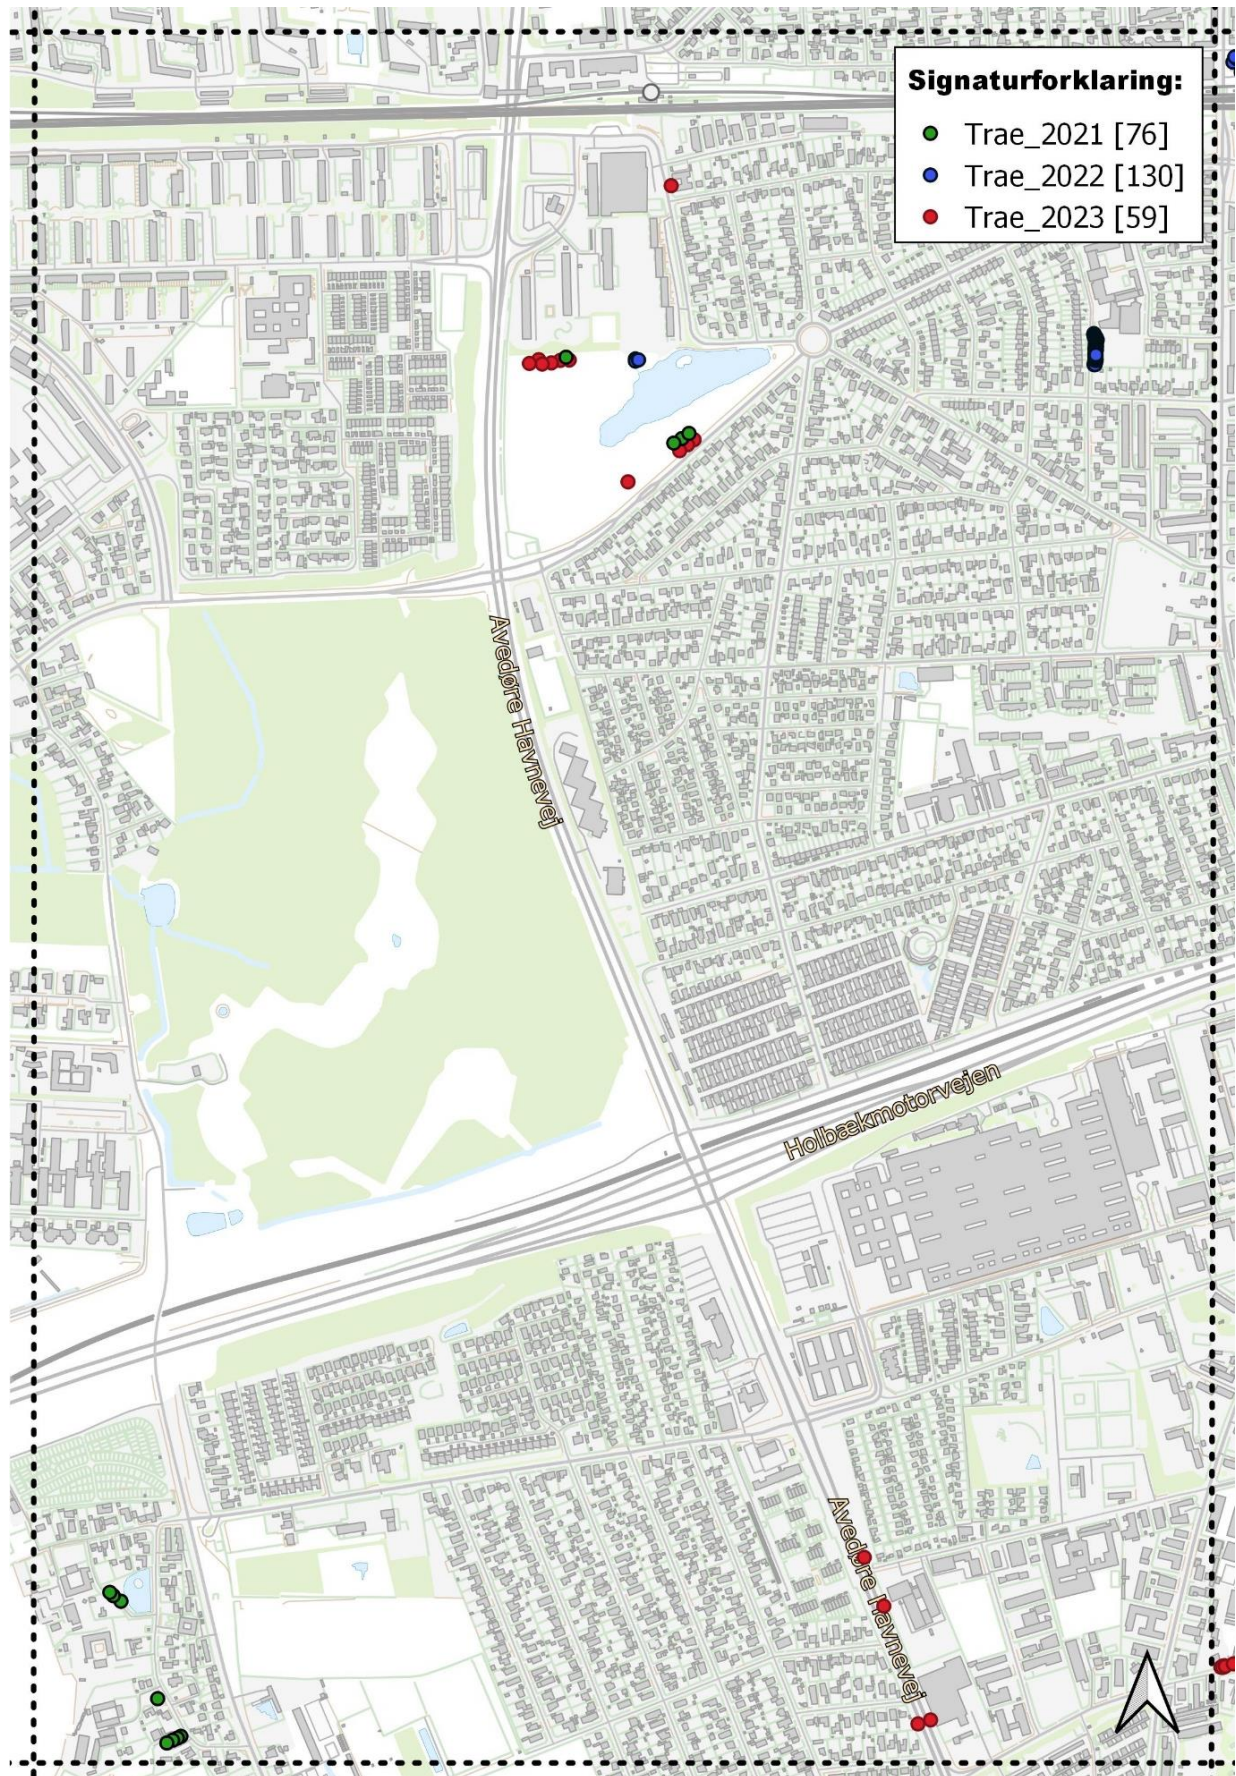 Signaturforklaring:
Trae_2021 [76]
Trae_2022 [130]
Trae_2023 [59]
Avedøre Havnevej
Holbækmotorvejen
Avedøre Havnevej